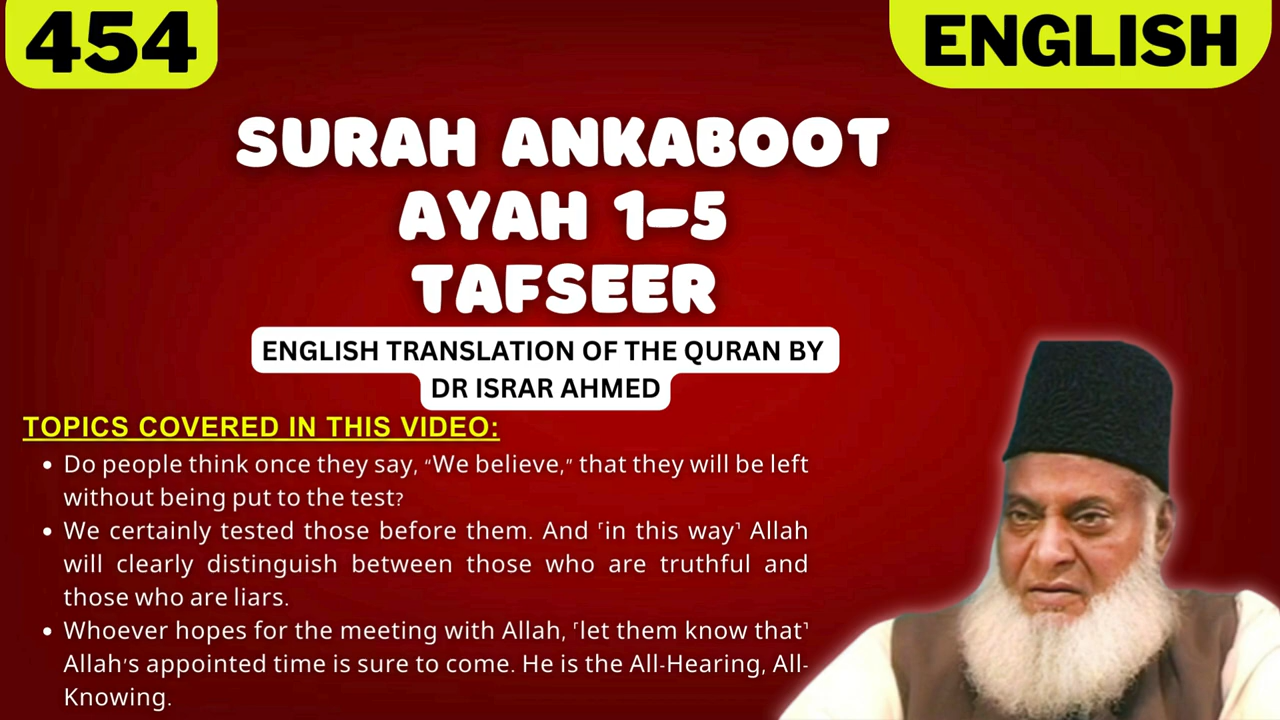 454
ENGLISH
SURAH ANKABOOT
AYAH 1-5
TAFSEER
ENGLISH TRANSLATION OF THE QURAN BY
DR ISRAR AHMED
TOPICS COVERED IN THIS VIDEO:
• Do people think once they say, “We believee,” that they will be left
without being put to the test?
• We certainly tested those before them. And ˹in this way˺ Allah
will clearly distinguish between those who are truthful and
those who are liars.
• Whoever hopes for the meeting with Allah, ˹let them know that˺
Allah’s appointed time is sure to come. He is the All-Hearing, All-
Knowing.